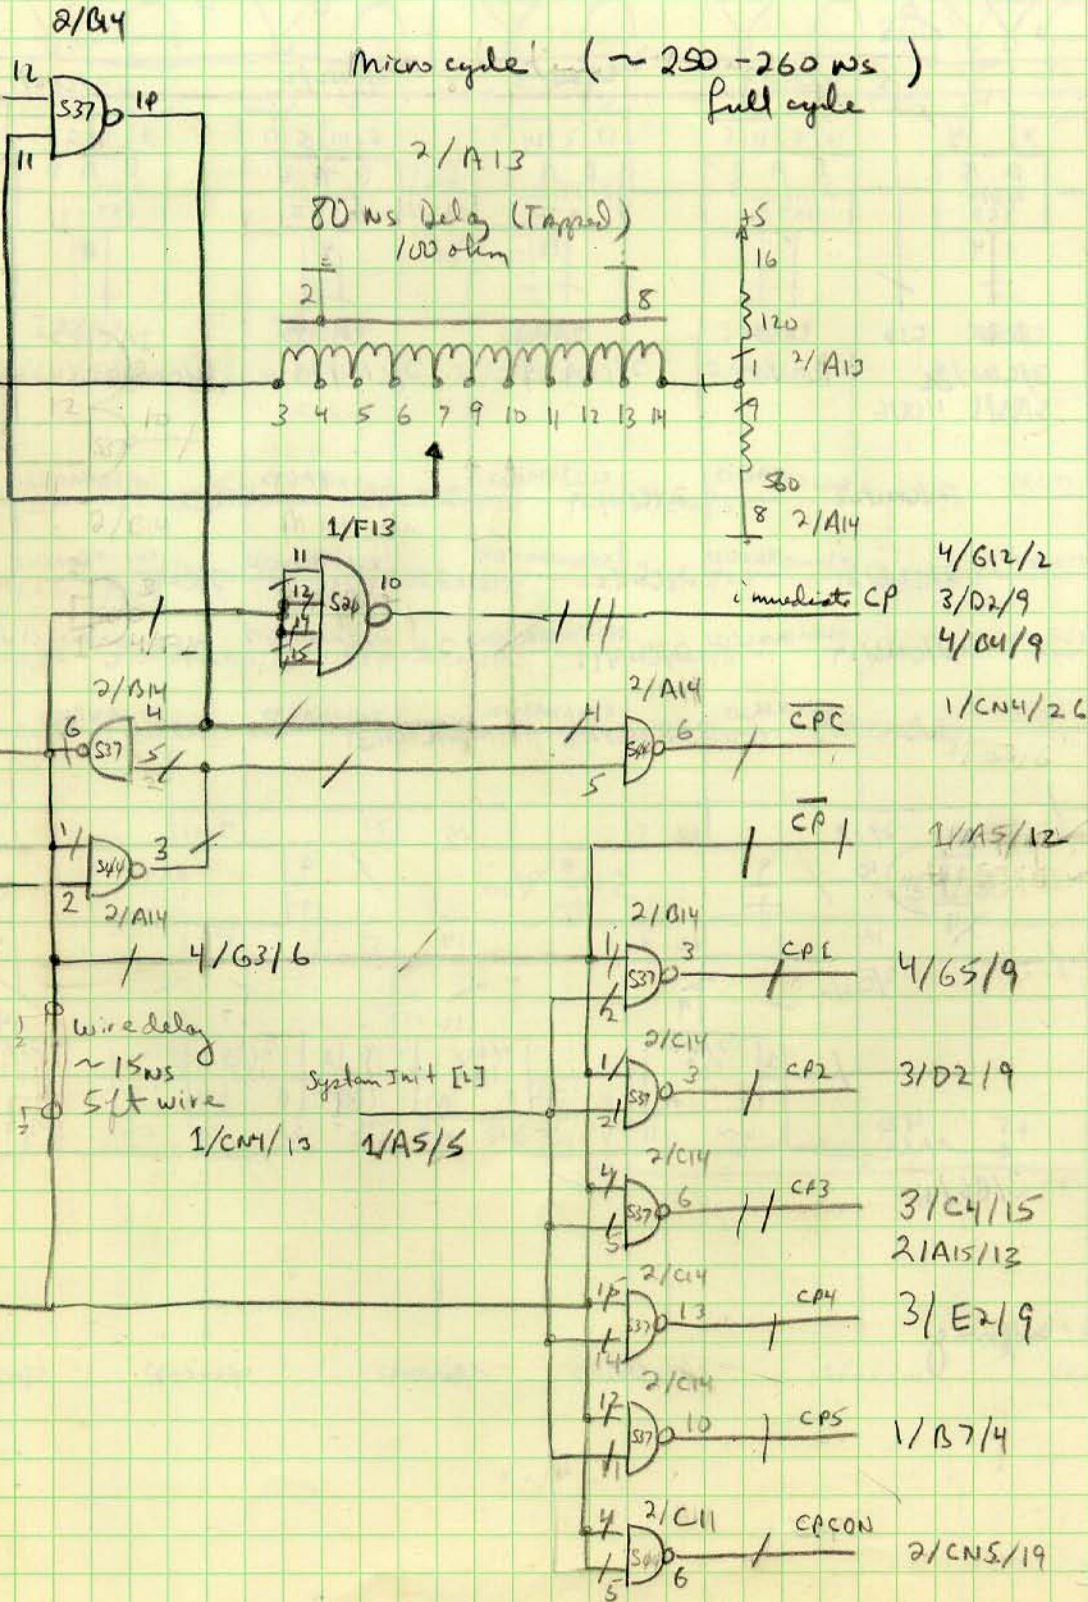 2/B14
12
Microcycle (~ 250 - 260 ns)
full cycle
S37
10
11
2/A13
80 ns Delay (Tapped)
100 ohm
+5
16
2
8
120
1 2/A13
3 4 5 6 7 9 10 11 12 13 14
9
560
8 2/A14
1/F13
11
12
10
14
15
immediate CP
4/G12/2
3/D2/9
4/B4/9
2/B14
4
2/A14
4
1/CN4/26
6
S37
5
6
CPC
5
CP
1/A5/12
1
3
S44
2
2/A14
2/B14
4/G3/6
1
3
CP1
4/G5/9
S37
2
wire delay
~ 15 ns
5 ft wire
2/C14
System Init [L]
1
3
CP2
3/D2/9
S37
2
1/CN4/13
1/A5/5
2/C14
4
6
CP3
3/C4/15
S37
5
2/A15/13
2/C14
15
13
CP4
3/E2/9
S37
14
2/C14
12
10
CP5
1/B7/4
S37
11
2/C11
4
CPCON
2/CN5/19
S44
5
6